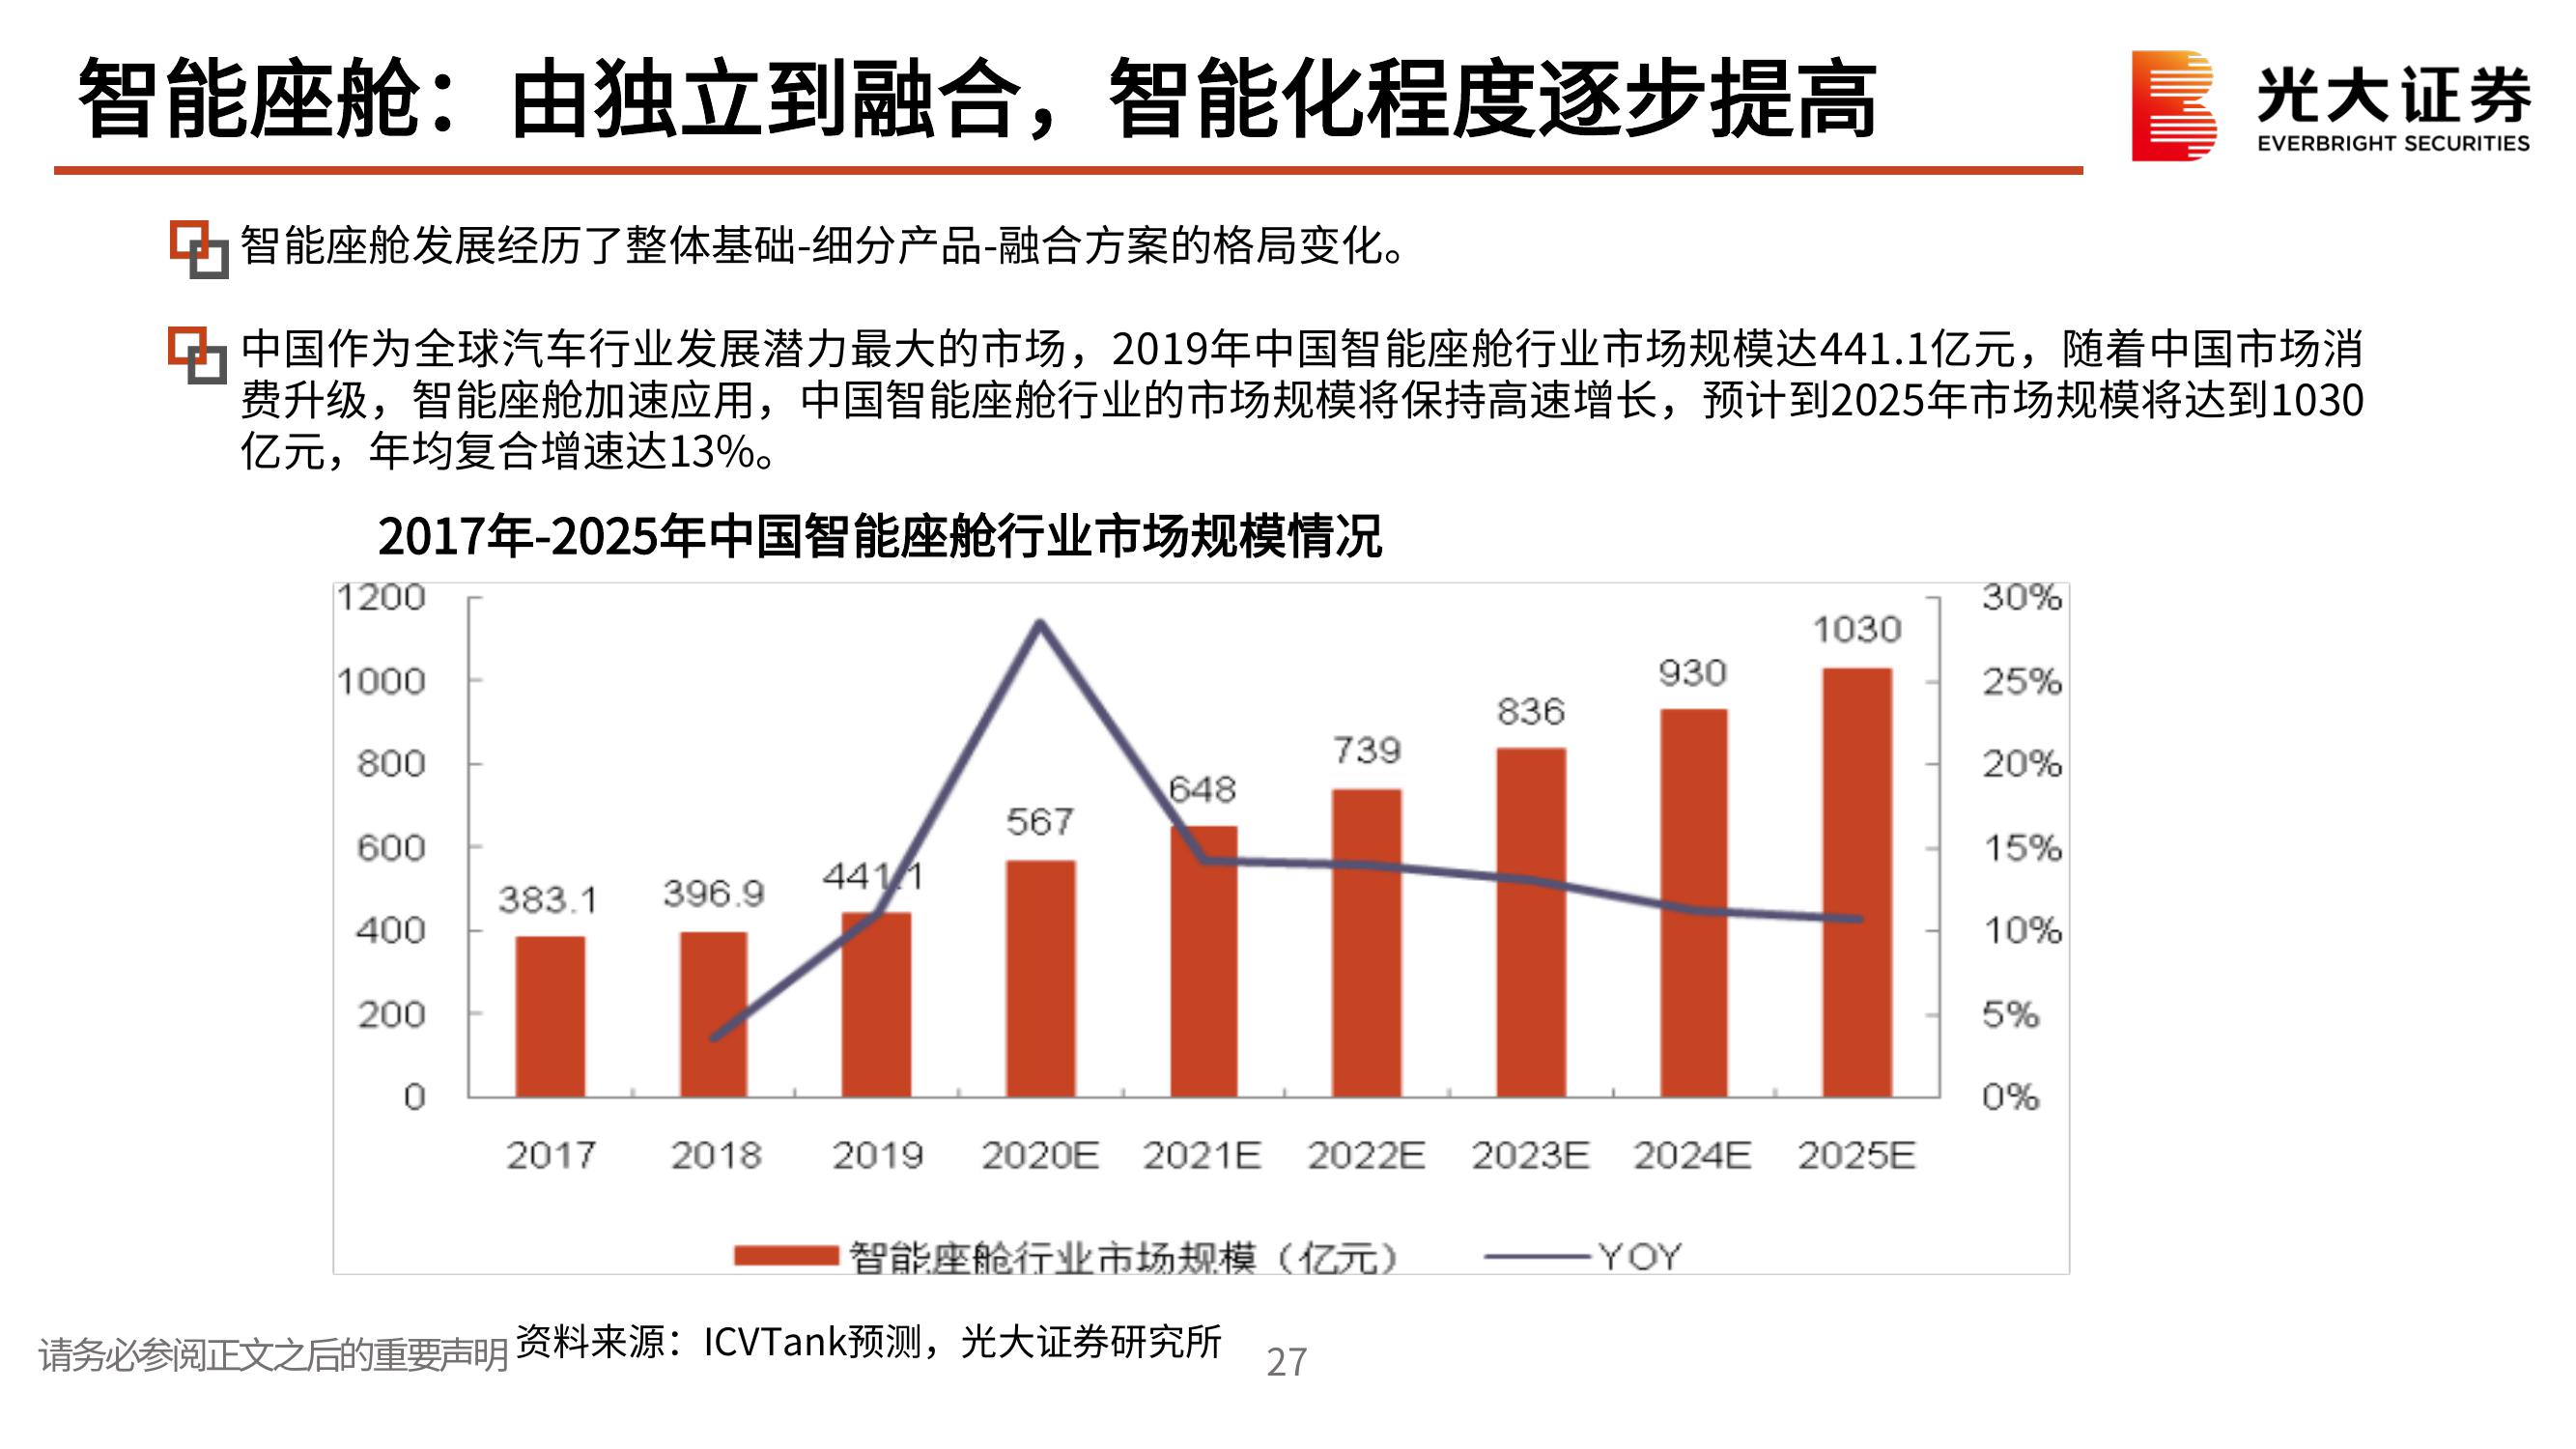 智能座舱：由独立到融合，智能化程度逐步提高
光大证券
EVERBRIGHT SECURITIES
智能座舱发展经历了整体基础-细分产品-融合方案的格局变化。
中国作为全球汽车行业发展潜力最大的市场，2019年中国智能座舱行业市场规模达441.1亿元，随着中国市场消
费升级，智能座舱加速应用，中国智能座舱行业的市场规模将保持高速增长，预计到2025年市场规模将达到1030
亿元，年均复合增速达13%。
2017年-2025年中国智能座舱行业市场规模情况
1200
1000
800
600
400
200
0
383.1
396.9
441.1
567
648
739
836
930
1030
30%
25%
20%
15%
10%
5%
0%
2017 2018 2019 2020E 2021E 2022E 2023E 2024E 2025E
智能座舱行业市场规模（亿元） YOY
请务必参阅正文之后的重要声明
资料来源：ICVTank预测，光大证券研究所
27